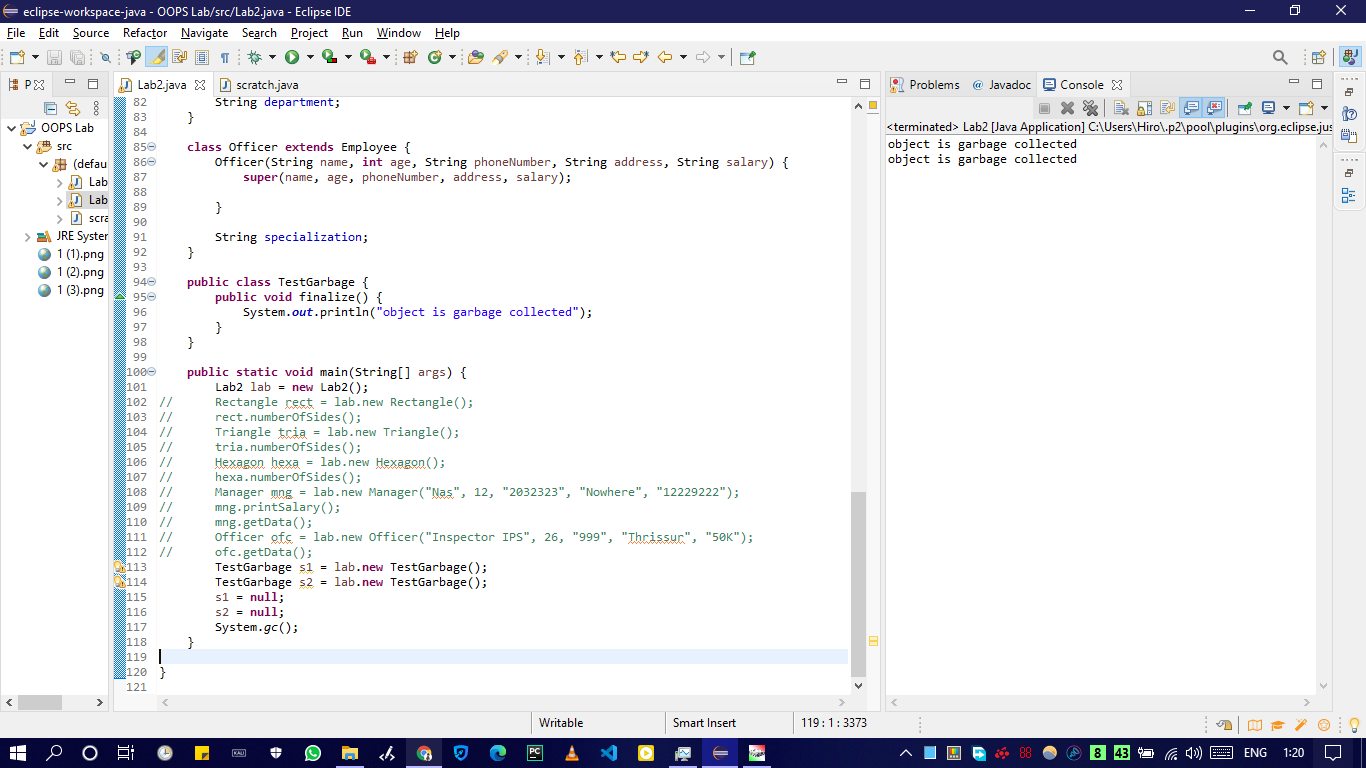 eclipse-workspace-java - OOPS Lab/src/Lab2.java - Eclipse IDE
File Edit Source Refactor Navigate Search Project Run Window Help
P
OOPS Lab
src
(defau
Lab
Lab
scra
JRE System
1 (1).png
1 (2).png
1 (3).png
Lab2.java scratch.java
82 String department;
83 }
84
85 class Officer extends Employee {
86 Officer(String name, int age, String phoneNumber, String address, String salary) {
87 super(name, age, phoneNumber, address, salary);
88
89 }
90
91 String specialization;
92 }
93
94 public class TestGarbage {
95 public void finalize() {
96 System.out.println("object is garbage collected");
97 }
98 }
99
100 public static void main(String[] args) {
101 Lab2 lab = new Lab2();
102 // Rectangle rect = lab.new Rectangle();
103 // rect.numberOfSides();
104 // Triangle tria = lab.new Triangle();
105 // tria.numberOfSides();
106 // Hexagon hexa = lab.new Hexagon();
107 // hexa.numberOfSides();
108 // Manager mng = lab.new Manager("Nas", 12, "2032323", "Nowhere", "12229222");
109 // mng.printSalary();
110 // mng.getData();
111 // Officer ofc = lab.new Officer("Inspector IPS", 26, "999", "Thrissur", "50K");
112 // ofc.getData();
113 TestGarbage s1 = lab.new TestGarbage();
114 TestGarbage s2 = lab.new TestGarbage();
115 s1 = null;
116 s2 = null;
117 System.gc();
118 }
119
120 }
121
Problems @ Javadoc Console
<terminated> Lab2 [Java Application] C:\Users\Hiro\.p2\pool\plugins\org.eclipse.jus
object is garbage collected
object is garbage collected
Writable Smart Insert 119 : 1 : 3373
KALI PC 8 43 ENG 1:20